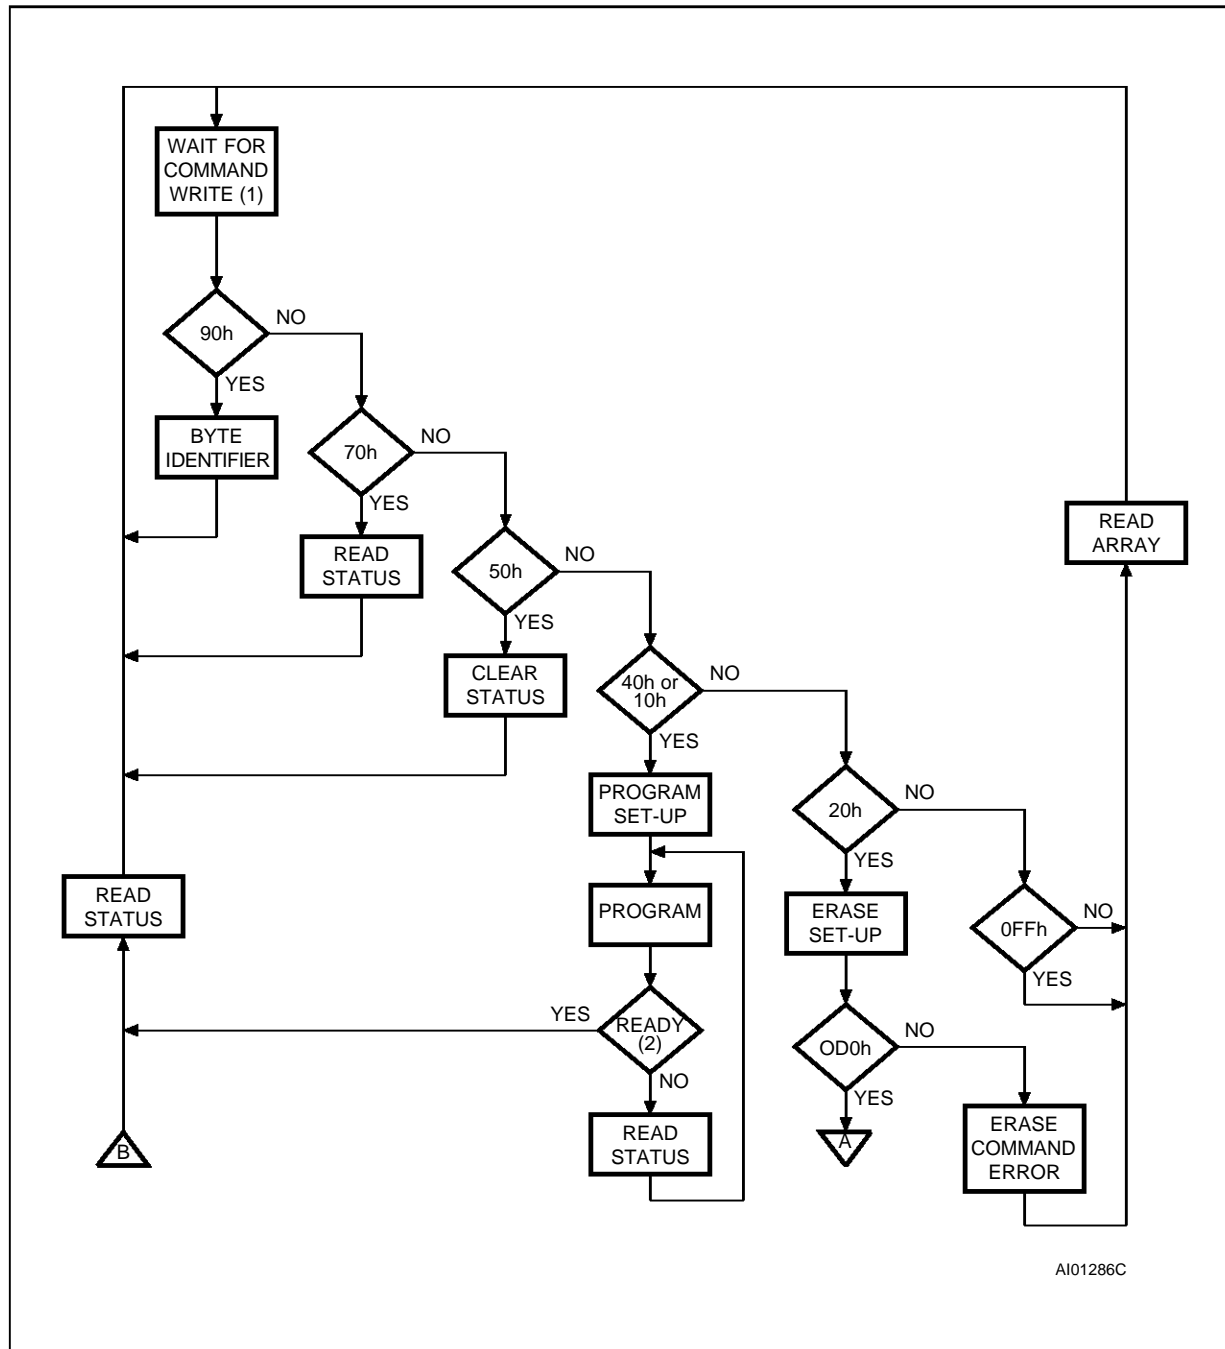 WAIT FOR
COMMAND
WRITE (1)
90h
NO
YES
BYTE
IDENTIFIER
70h
NO
YES
READ
STATUS
50h
NO
YES
CLEAR
STATUS
40h or
10h
NO
YES
PROGRAM
SET-UP
20h
NO
YES
READ
ARRAY
READ
STATUS
PROGRAM
ERASE
SET-UP
0FFh
NO
YES
YES
READY
(2)
NO
OD0h
NO
YES
READ
STATUS
B
A
ERASE
COMMAND
ERROR
AI01286C